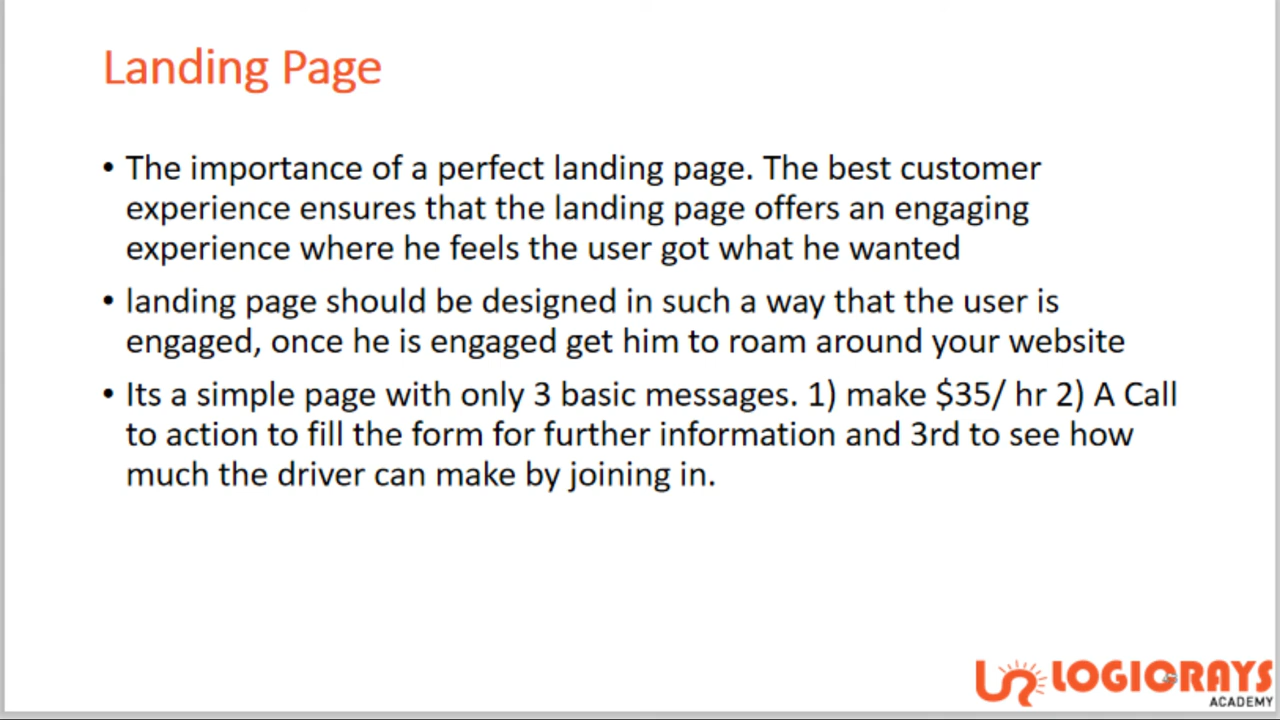 Landing Page
• The importance of a perfect landing page. The best customer
experience ensures that the landing page offers an engaging
experience where he feels the user got what he wanted
• landing page should be designed in such a way that the user is
engaged, once he is engaged get him to roam around your website
• Its a simple page with only 3 basic messages. 1) make $35/ hr 2) A Call
to action to fill the form for further information and 3rd to see how
much the driver can make by joining in.
LOGICRAYS
ACADEMY